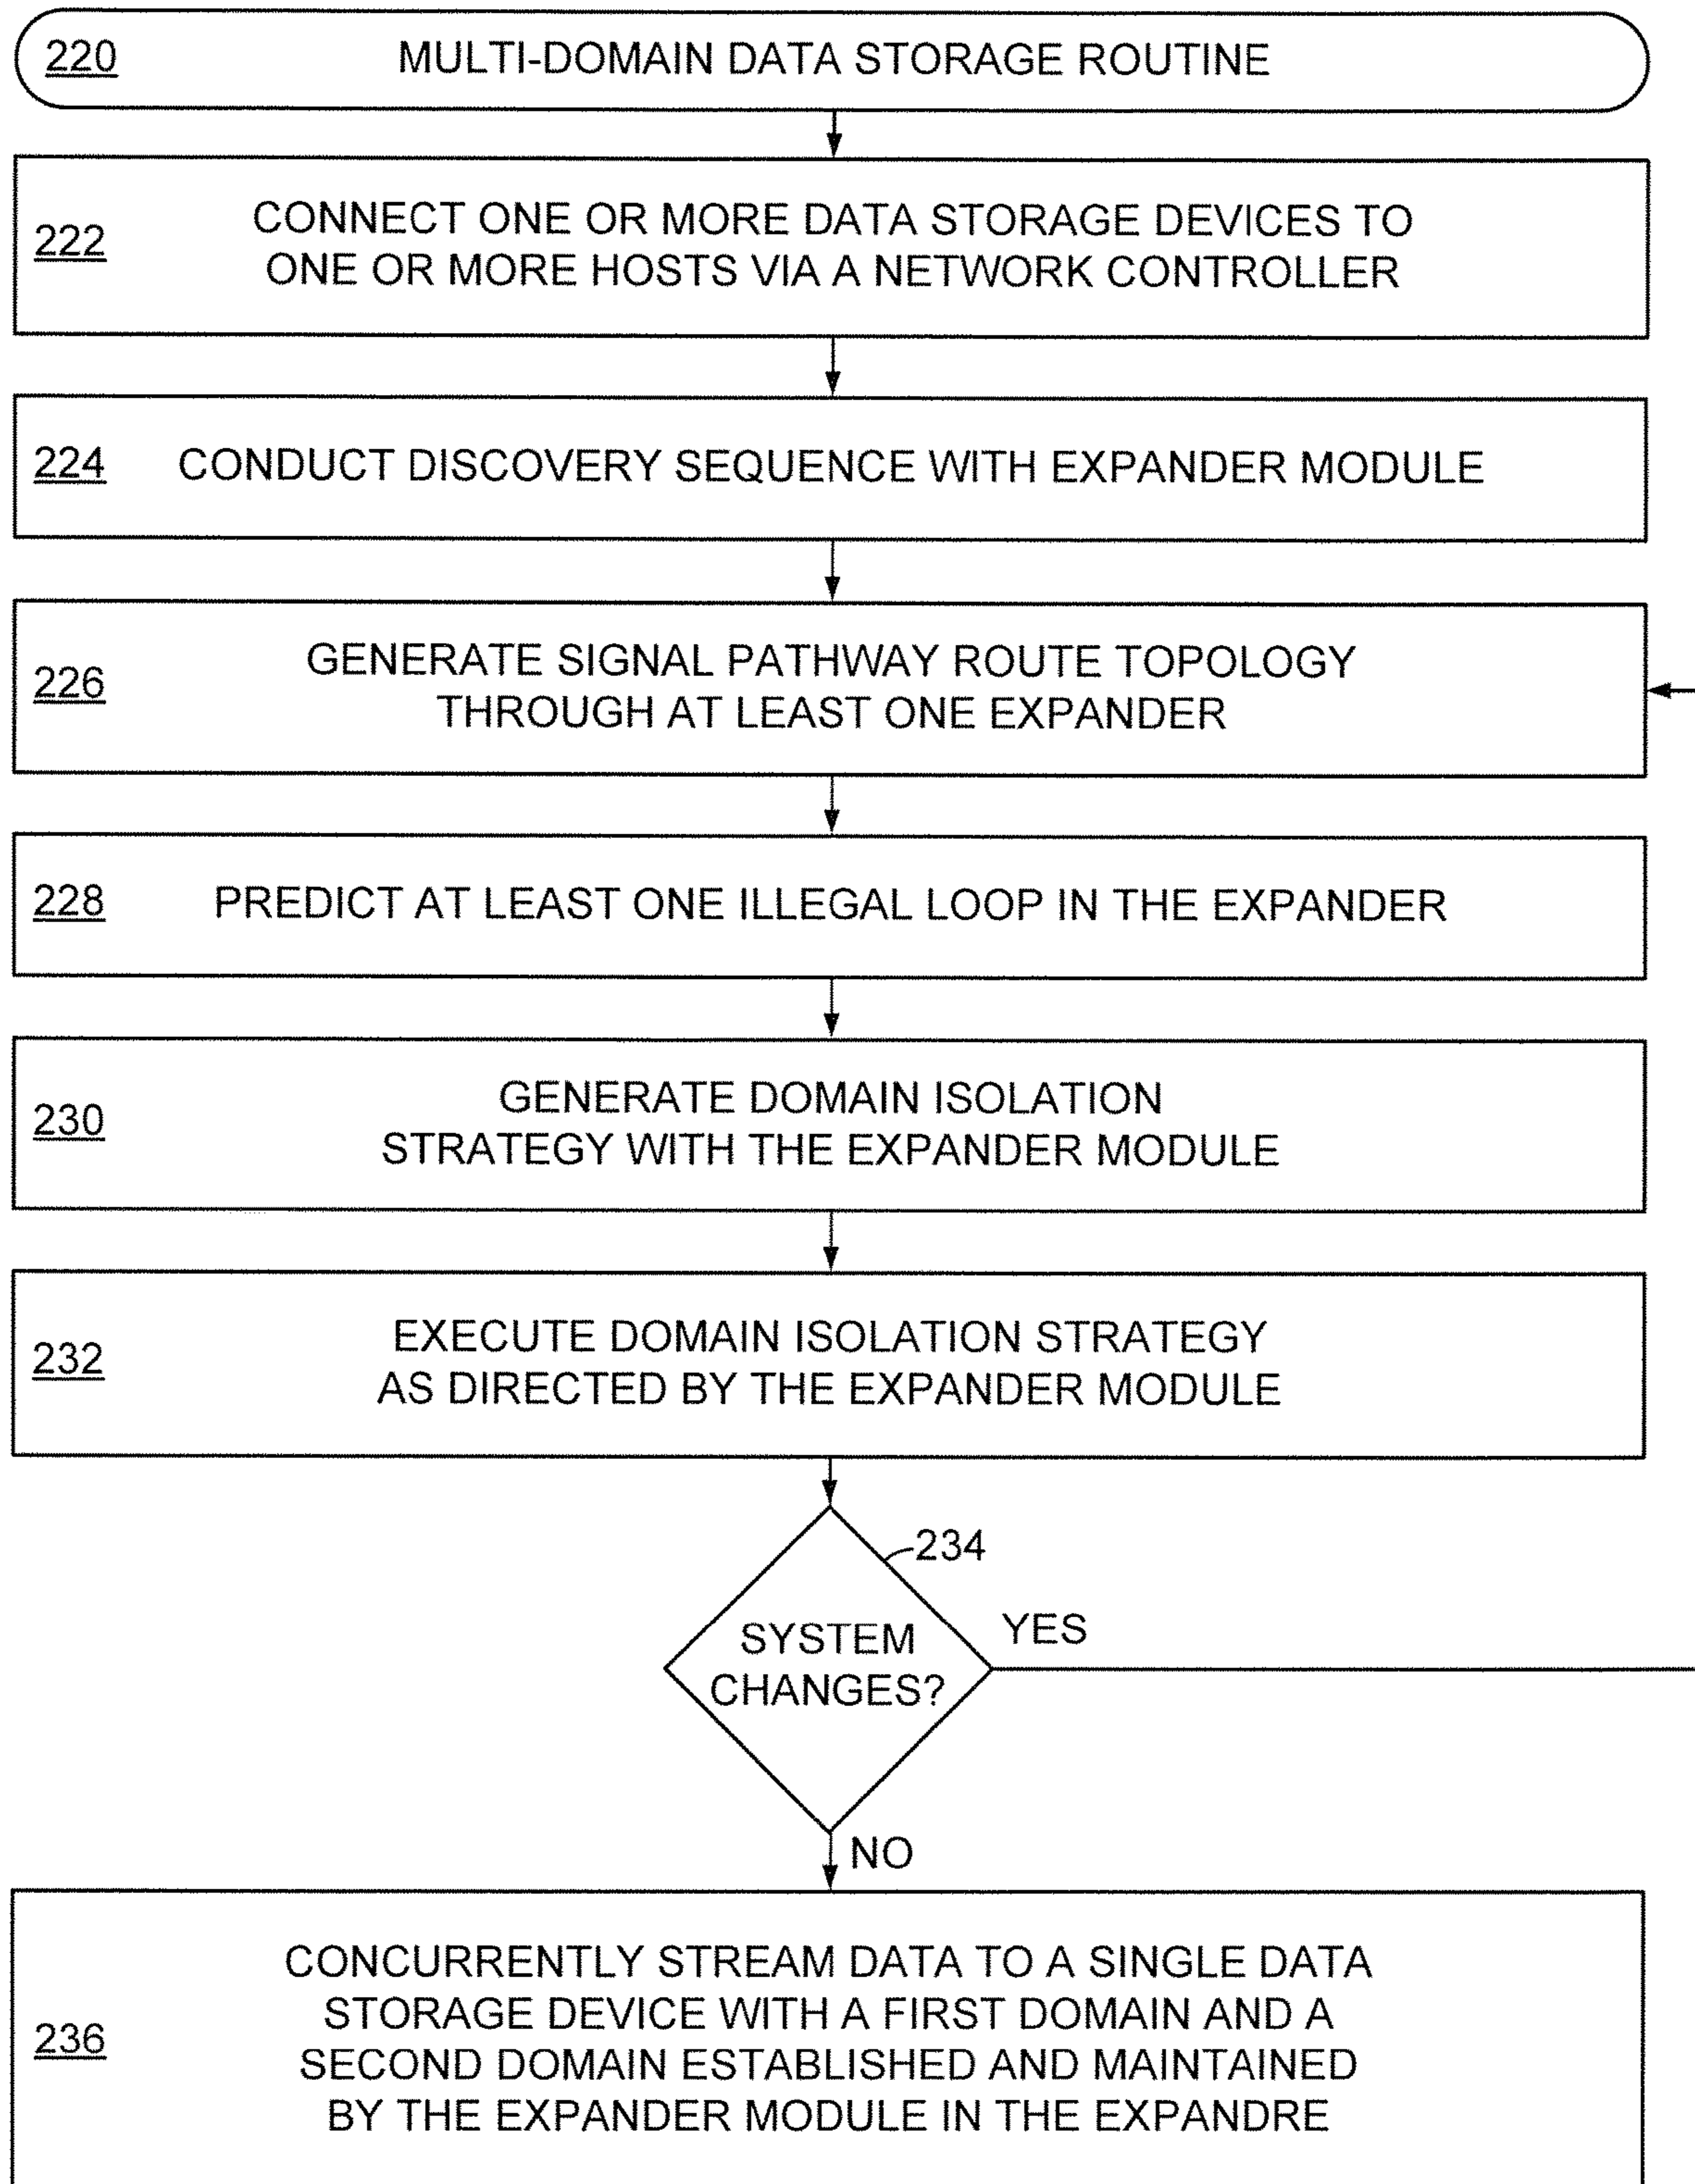 220 MULTI-DOMAIN DATA STORAGE ROUTINE
222 CONNECT ONE OR MORE DATA STORAGE DEVICES TO
ONE OR MORE HOSTS VIA A NETWORK CONTROLLER
224 CONDUCT DISCOVERY SEQUENCE WITH EXPANDER MODULE
226 GENERATE SIGNAL PATHWAY ROUTE TOPOLOGY
THROUGH AT LEAST ONE EXPANDER
228 PREDICT AT LEAST ONE ILLEGAL LOOP IN THE EXPANDER
230 GENERATE DOMAIN ISOLATION
STRATEGY WITH THE EXPANDER MODULE
232 EXECUTE DOMAIN ISOLATION STRATEGY
AS DIRECTED BY THE EXPANDER MODULE
234
SYSTEM
CHANGES?
YES
NO
236 CONCURRENTLY STREAM DATA TO A SINGLE DATA
STORAGE DEVICE WITH A FIRST DOMAIN AND A
SECOND DOMAIN ESTABLISHED AND MAINTAINED
BY THE EXPANDER MODULE IN THE EXPANDRE